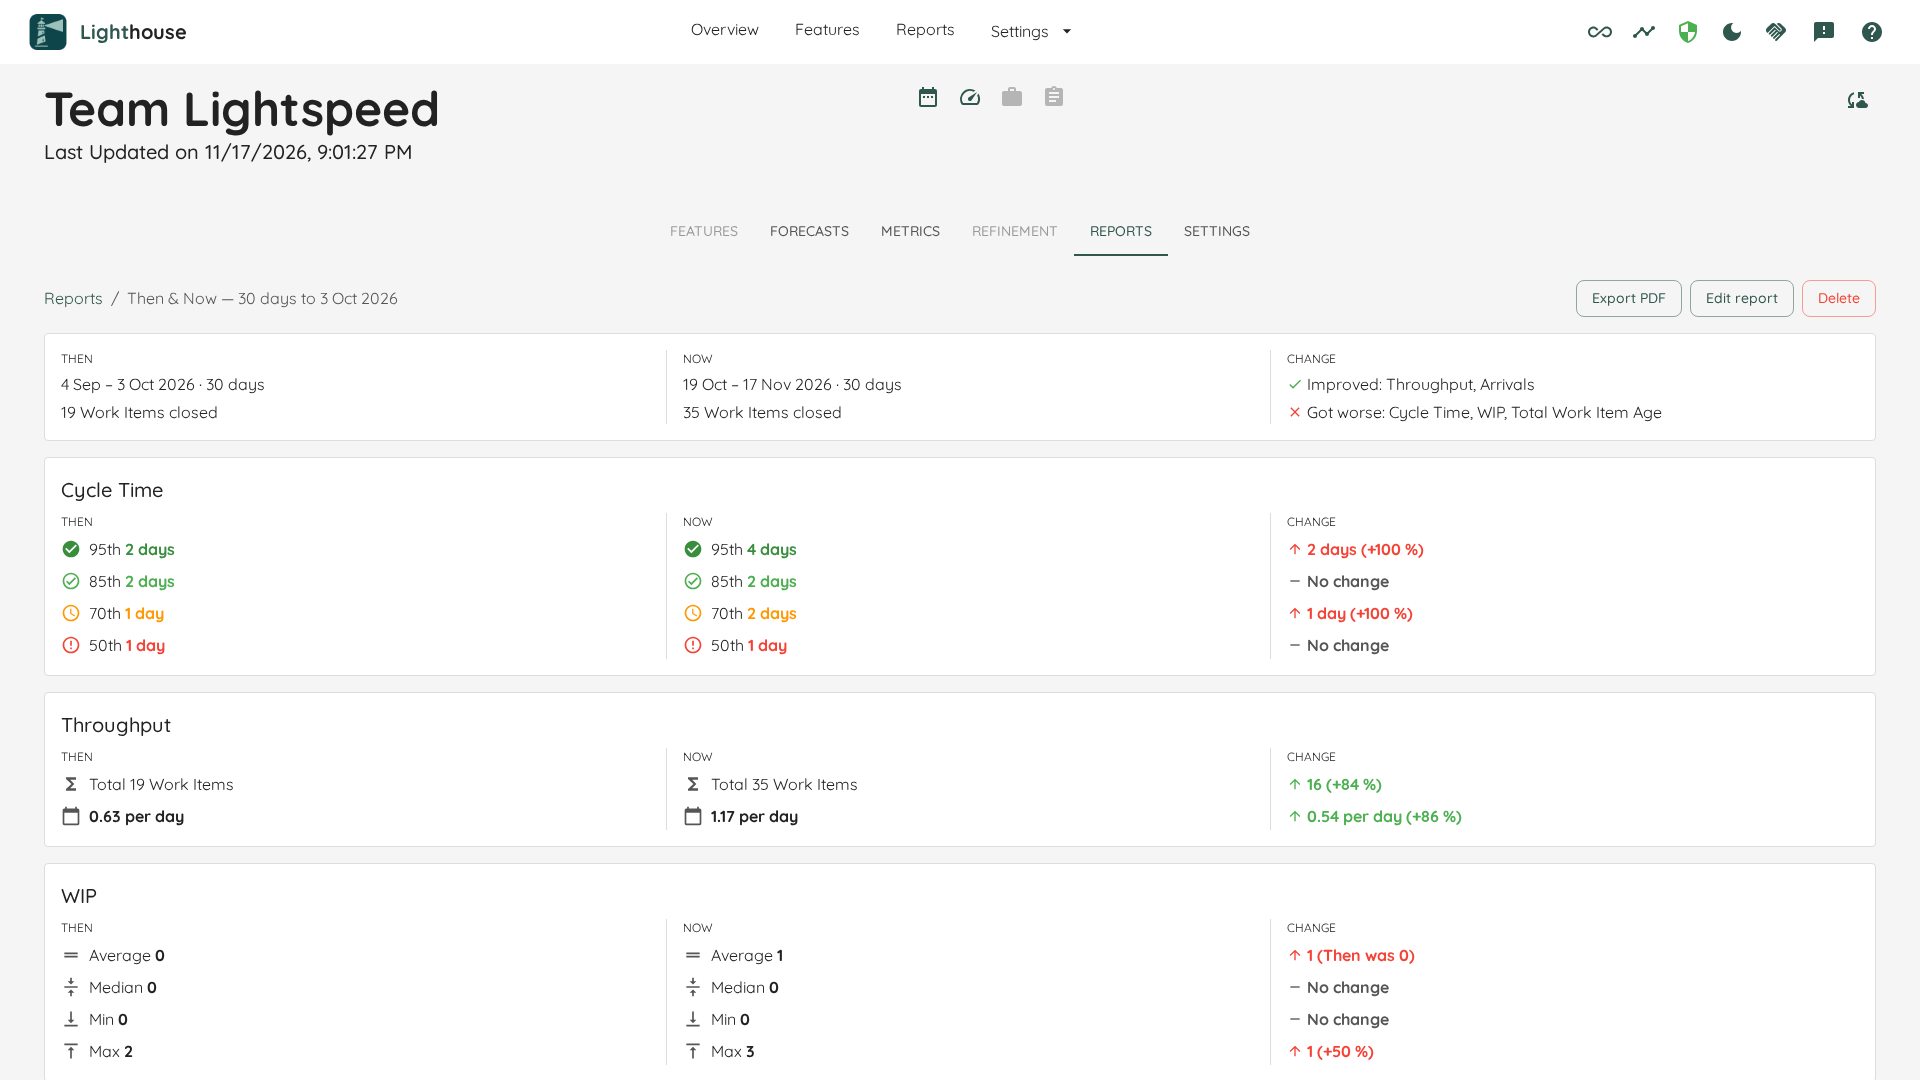 Lighthouse
Overview
Features
Reports
Settings
Team Lightspeed
Last Updated on 11/17/2026, 9:01:27 PM
FEATURES
FORECASTS
METRICS
REFINEMENT
REPORTS
SETTINGS
Reports / Then & Now — 30 days to 3 Oct 2026
Export PDF
Edit report
Delete
THEN
4 Sep – 3 Oct 2026 · 30 days
19 Work Items closed
NOW
19 Oct – 17 Nov 2026 · 30 days
35 Work Items closed
CHANGE
Improved: Throughput, Arrivals
Got worse: Cycle Time, WIP, Total Work Item Age
Cycle Time
THEN
95th 2 days
85th 2 days
70th 1 day
50th 1 day
NOW
95th 4 days
85th 2 days
70th 2 days
50th 1 day
CHANGE
↑ 2 days (+100 %)
– No change
↑ 1 day (+100 %)
– No change
Throughput
THEN
Σ Total 19 Work Items
0.63 per day
NOW
Σ Total 35 Work Items
1.17 per day
CHANGE
↑ 16 (+84 %)
↑ 0.54 per day (+86 %)
WIP
THEN
Average 0
Median 0
Min 0
Max 2
NOW
Average 1
Median 0
Min 0
Max 3
CHANGE
↑ 1 (Then was 0)
– No change
– No change
↑ 1 (+50 %)